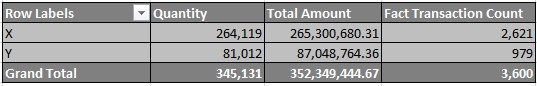 Row Labels Quantity Total Amount Fact Transaction Count
X 264,119 265,300,680.31 2,621
Y 81,012 87,048,764.36 979
Grand Total 345,131 352,349,444.67 3,600